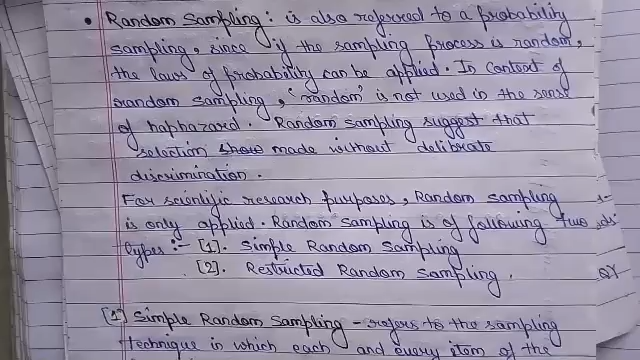 • Random Sampling: is also referred to a probability
sampling, since if the sampling process is random,
the laws of probability can be applied. In context of
random sampling, 'random' is not used in the sense
of haphazard. Random sampling suggest that
selection show made without deliberate
discrimination.
For scientific research purposes, Random sampling
is only applied. Random Sampling is of following two
types:- [1]. Simple Random Sampling
[2]. Restricted Random Sampling.
[1] Simple Random Sampling - refers to the sampling
technique in which each and every item of the